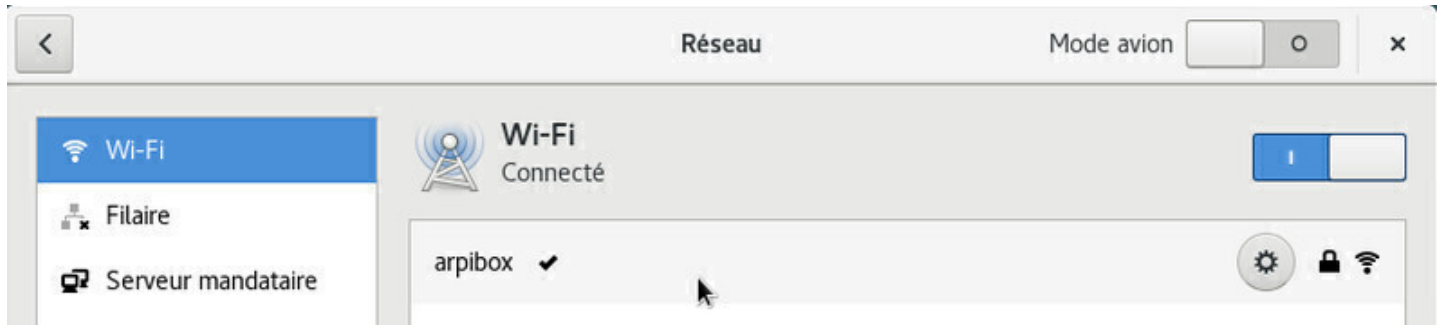 Réseau
Mode avion
Wi-Fi
Filaire
Serveur mandataire
Wi-Fi
Connecté
arpibox